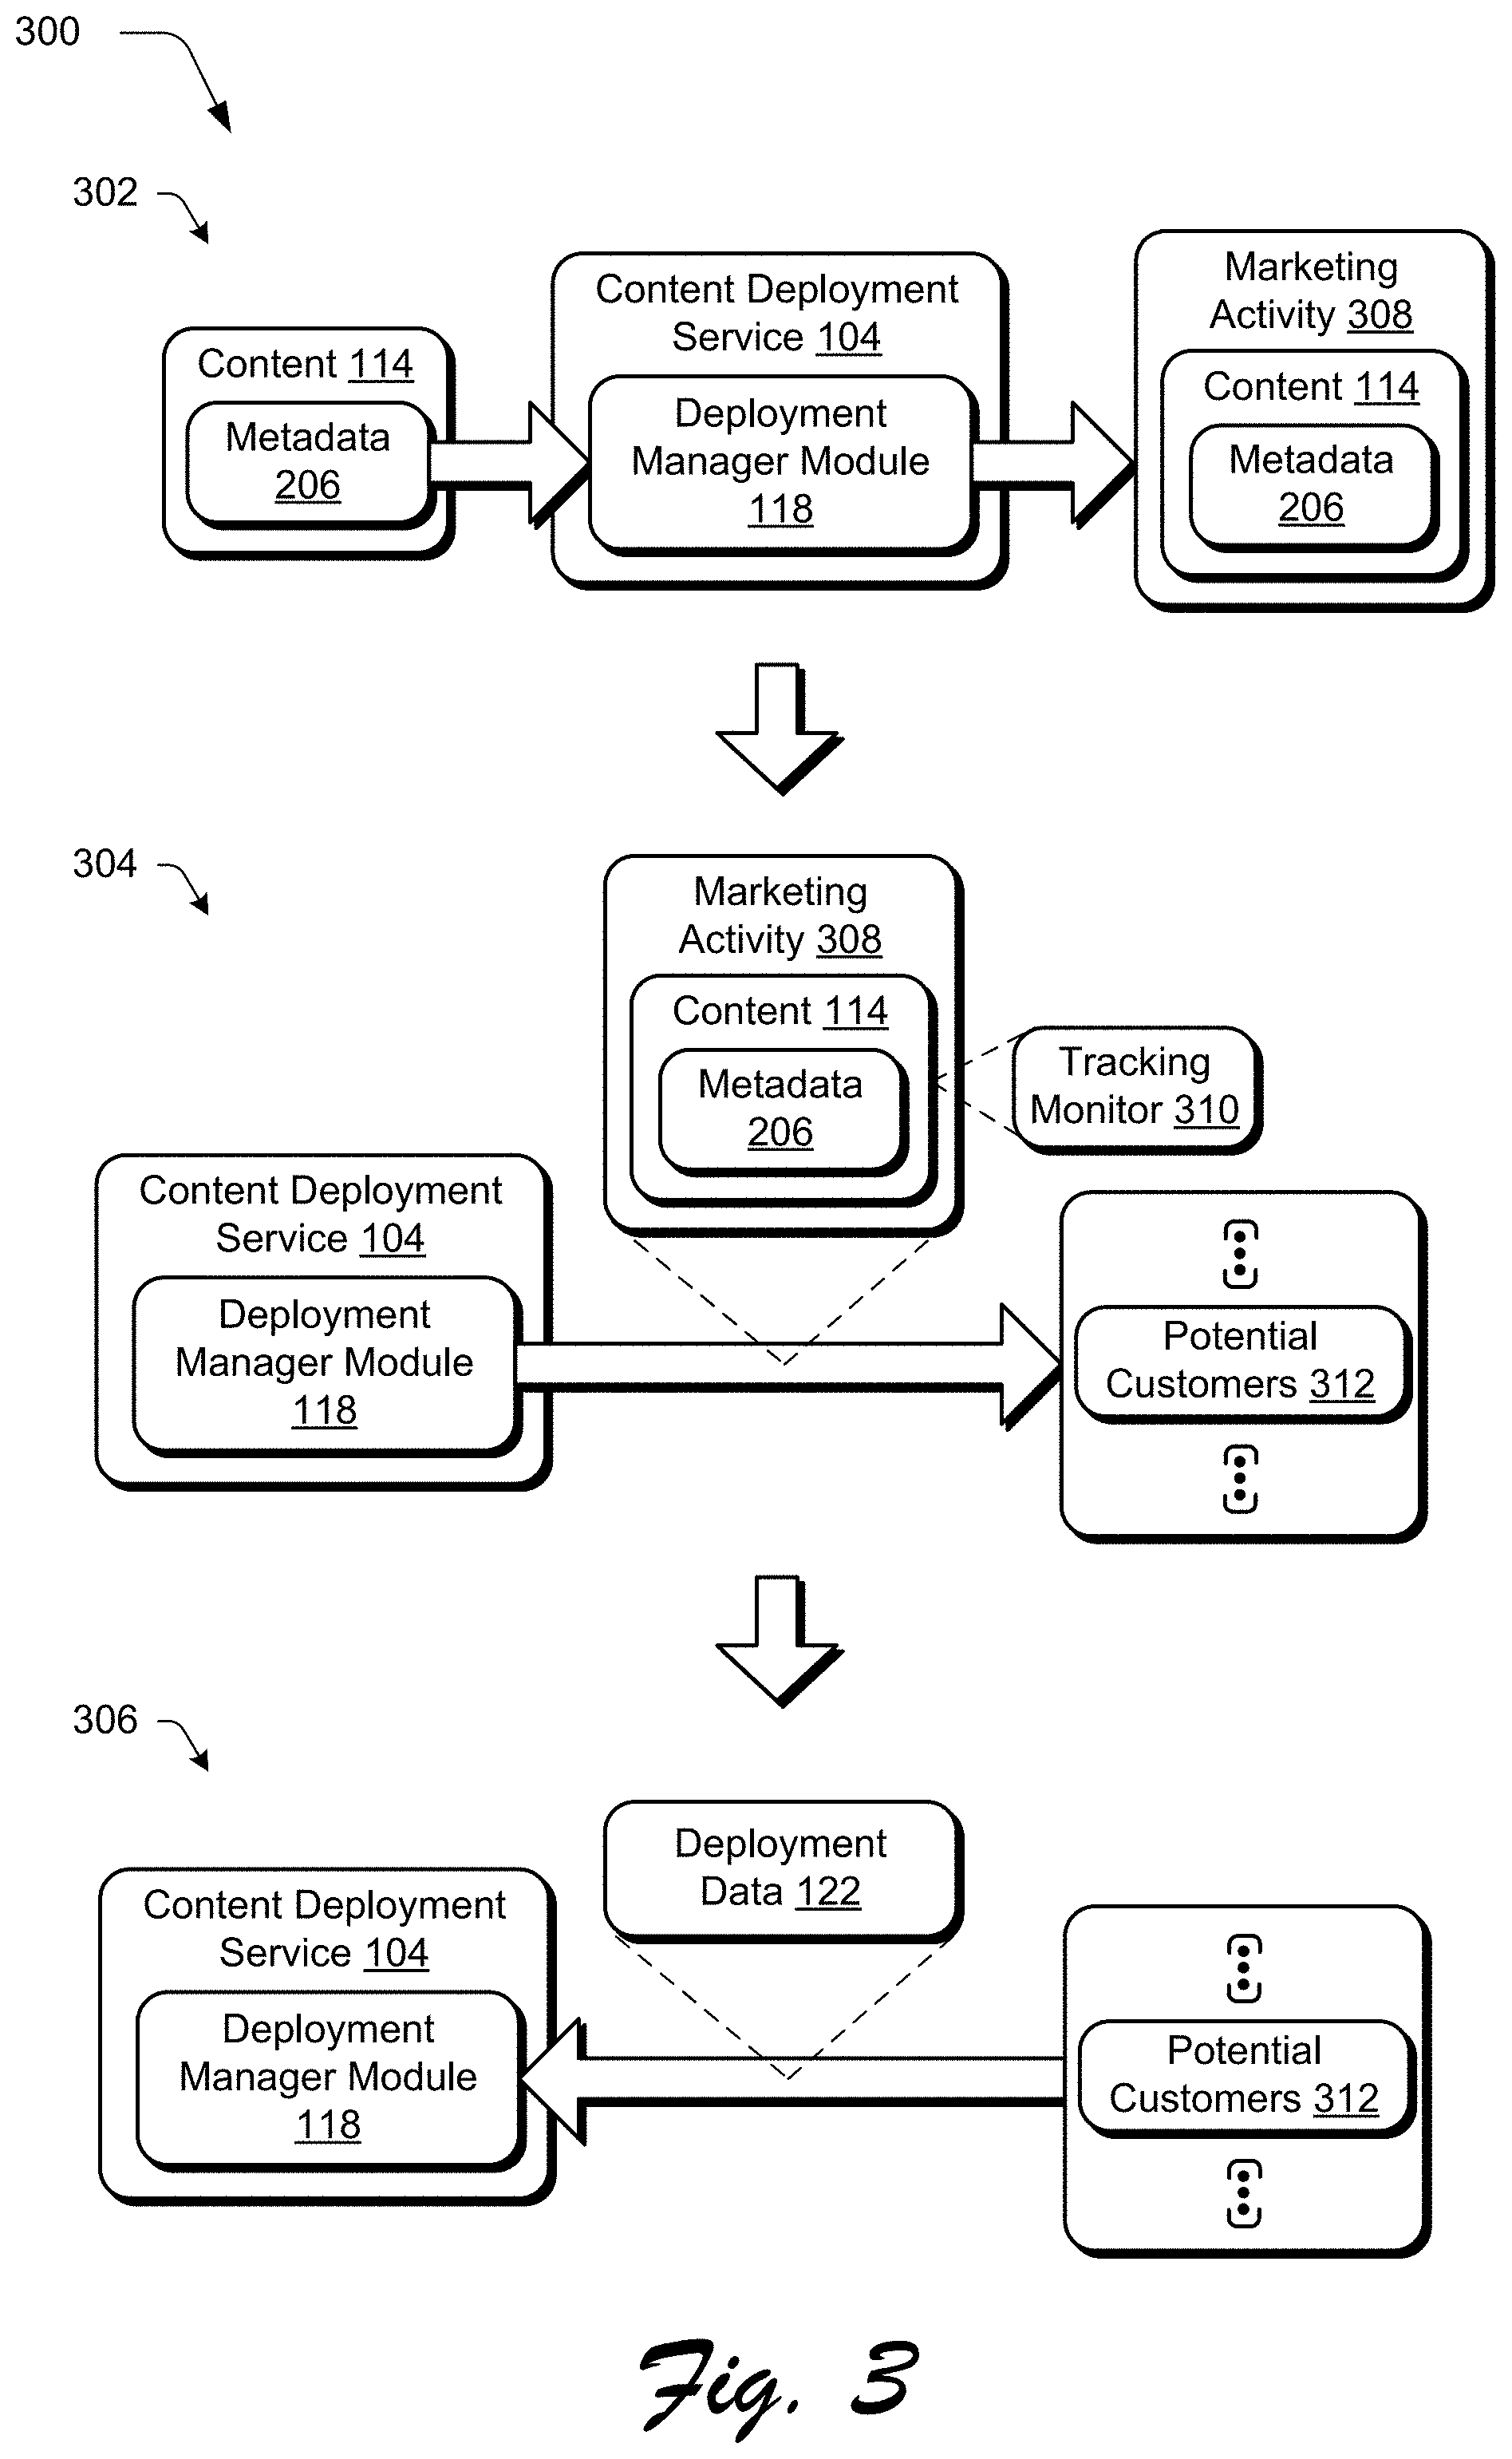 300
302
Content 114
Metadata
206
Content Deployment
Service 104
Deployment
Manager Module
118
Marketing
Activity 308
Content 114
Metadata
206
304
Marketing
Activity 308
Content 114
Metadata
206
Tracking
Monitor 310
Content Deployment
Service 104
Deployment
Manager Module
118
Potential
Customers 312
306
Deployment
Data 122
Content Deployment
Service 104
Deployment
Manager Module
118
Potential
Customers 312
Fig. 3